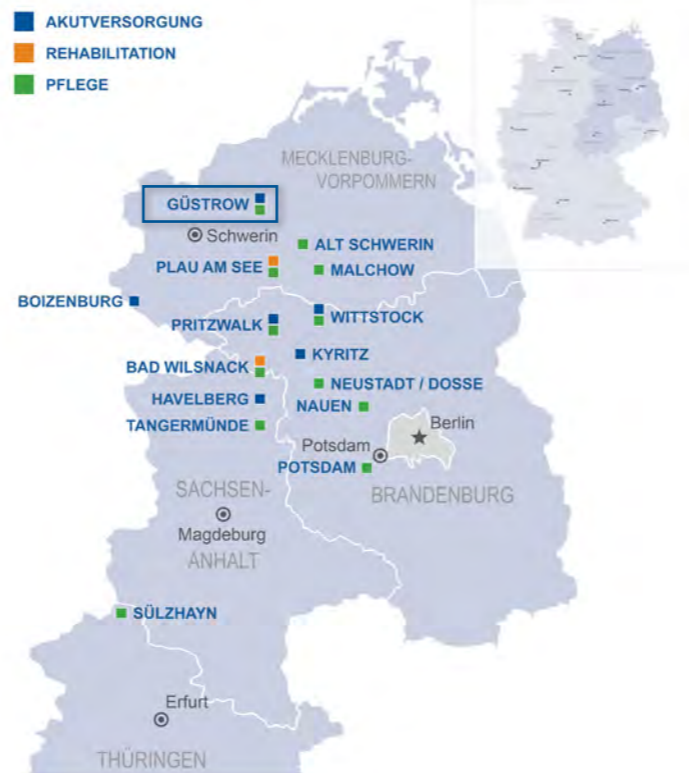 AKUTVERSORGUNG
REHABILITATION
PFLEGE
MECKLENBURG-
VORPOMMERN
GÜSTROW
Schwerin
ALT SCHWERIN
PLAU AM SEE
MALCHOW
BOIZENBURG
PRITZWALK
WITTSTOCK
KYRITZ
BAD WILSNACK
NEUSTADT / DOSSE
HAVELBERG
NAUEN
TANGERMÜNDE
Berlin
Potsdam
POTSDAM
SACHSEN-
BRANDENBURG
Magdeburg
ANHALT
SÜLZHAYN
Erfurt
THÜRINGEN